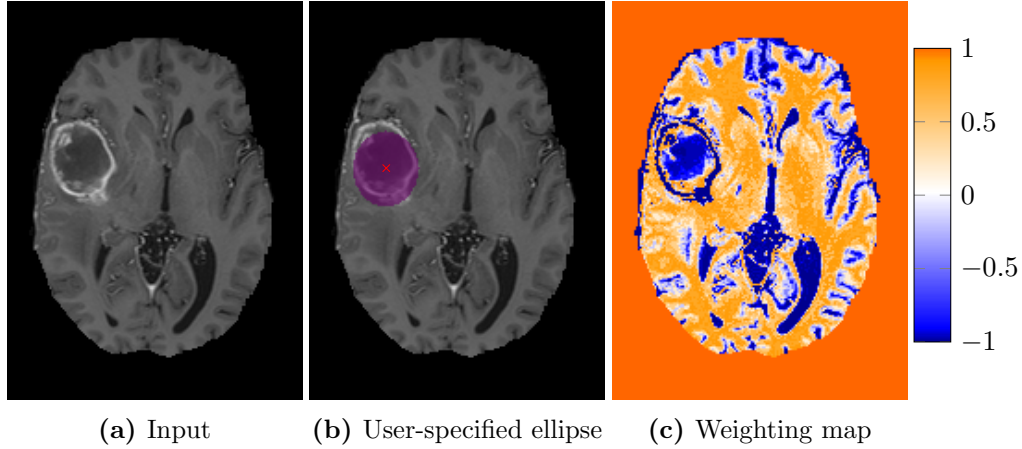 1
0.5
0
−0.5
−1
(a) Input
(b) User-specified ellipse
(c) Weighting map